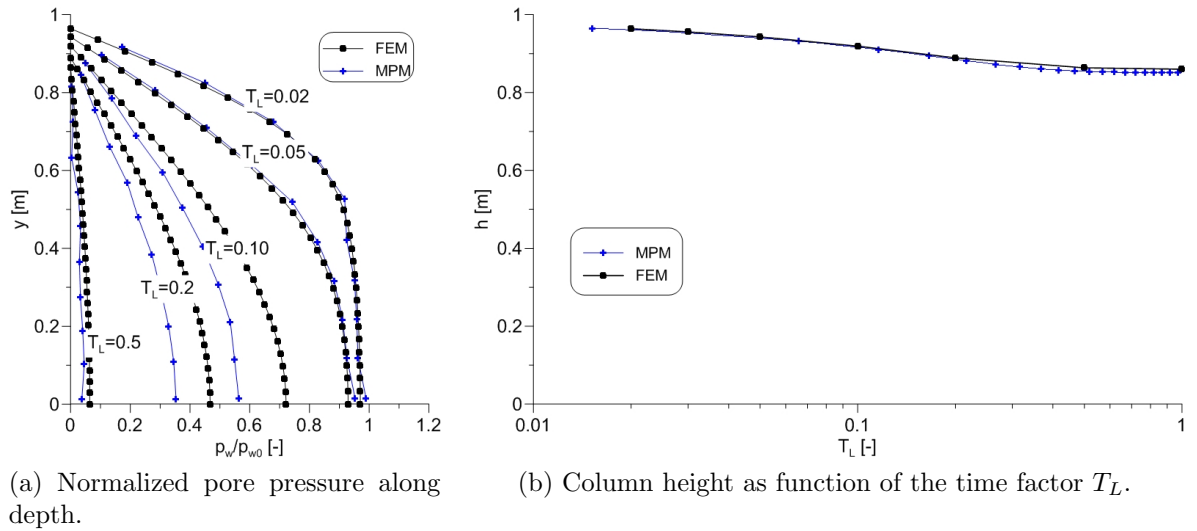 1
0.8
0.6
0.4
0.2
0
y [m]
0 0.2 0.4 0.6 0.8 1 1.2
p_w/p_w0 [-]
FEM
MPM
T_L=0.02
T_L=0.05
T_L=0.10
T_L=0.2
T_L=0.5
(a) Normalized pore pressure along
depth.
1
0.8
0.6
0.4
0.2
0
h [m]
0.01 0.1 1
T_L [-]
MPM
FEM
(b) Column height as function of the time factor T_L.